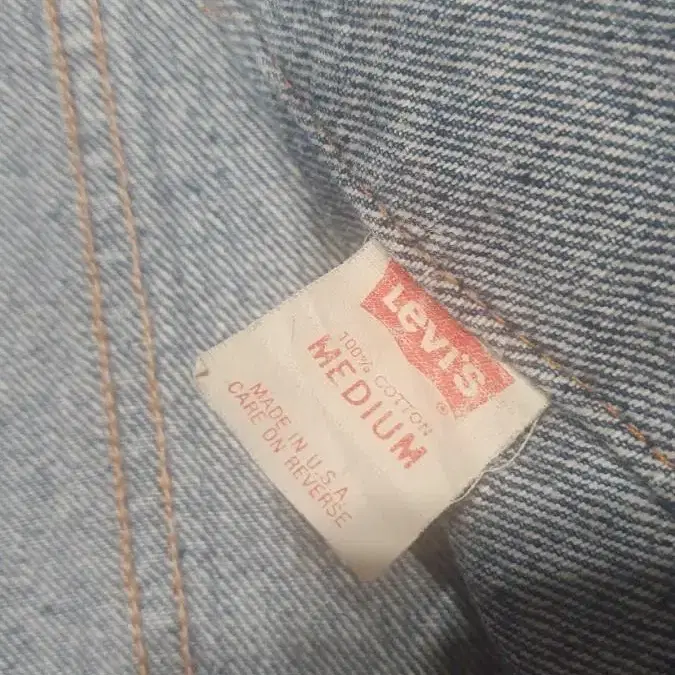 Levi's ®
100% COTTON
MEDIUM
MADE IN U.S.A.
CARE ON REVERSE